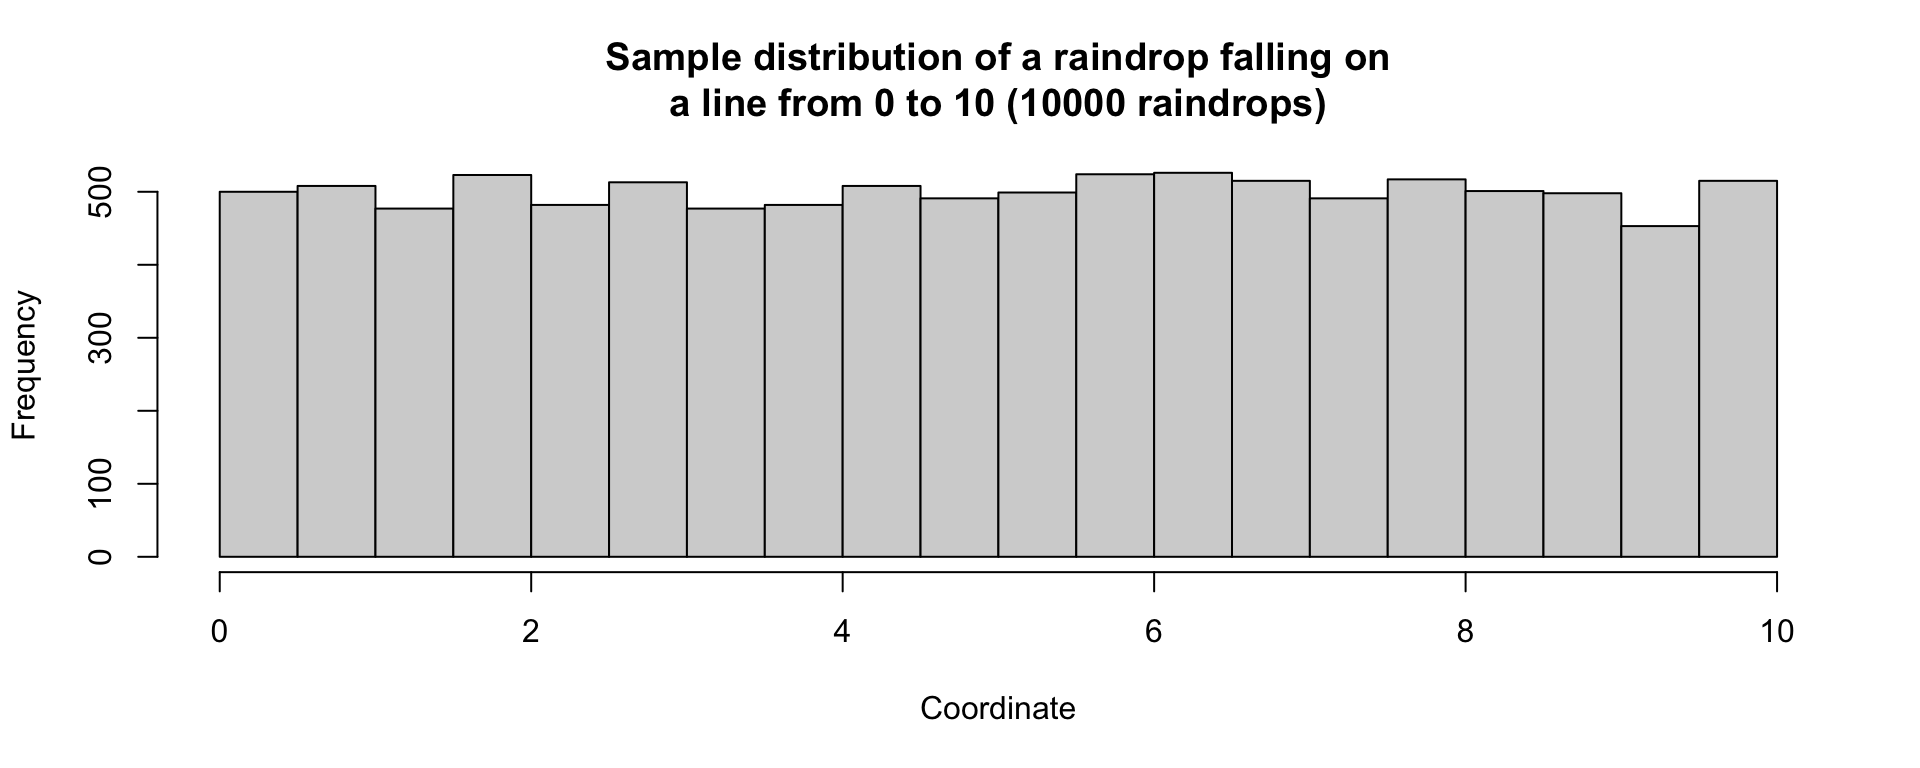 Sample distribution of a raindrop falling on
a line from 0 to 10 (10000 raindrops)
500
300
100
0
Frequency
0 2 4 6 8 10
Coordinate